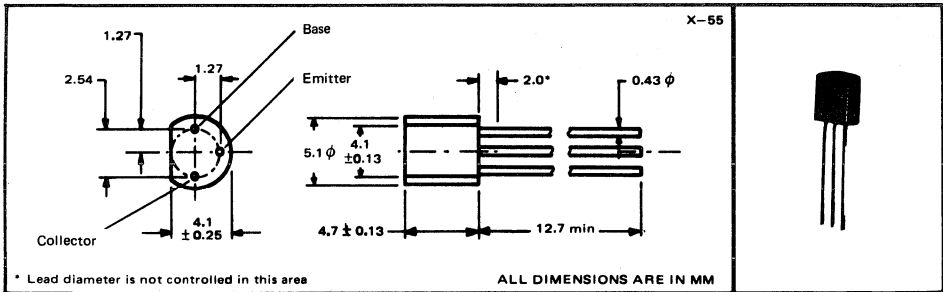 X-55
1.27
Base
1.27
2.54
Emitter
2.0*
0.43 ϕ
5.1 ϕ
4.1
±0.13
4.1
± 0.25
4.7 ± 0.13
12.7 min
Collector
* Lead diameter is not controlled in this area
ALL DIMENSIONS ARE IN MM